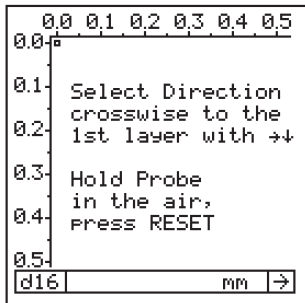 0.0 0.1 0.2 0.3 0.4 0.5
0.0
0.1
Select Direction
crosswise to the
0.2
1st layer with →↓
0.3
Hold Probe
in the air,
0.4
press RESET
0.5
d16 mm →